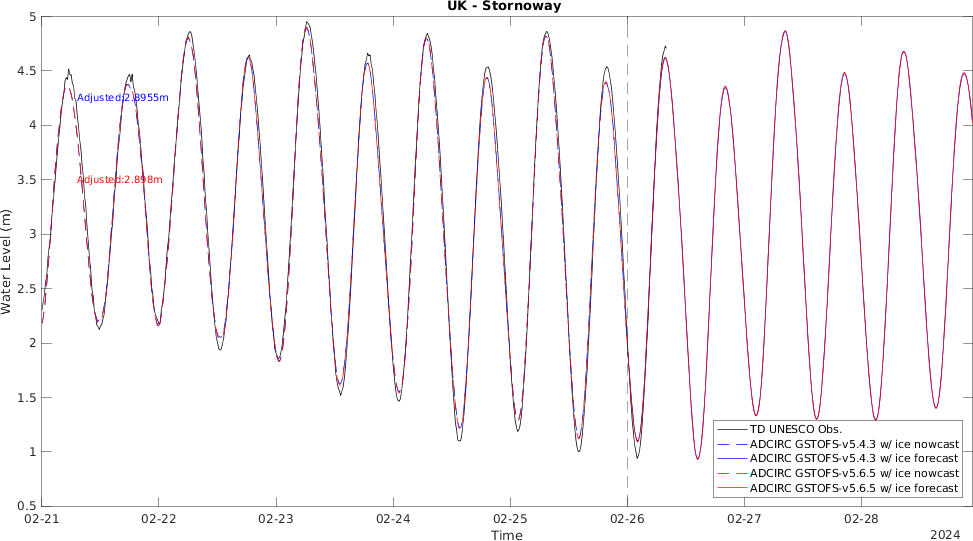 UK - Stornoway
5
4.5
4
3.5
3
2.5
2
1.5
1
0.5
Water Level (m)
Adjusted:2.8955m
Adjusted:2.898m
TD UNESCO Obs.
ADCIRC GSTOFS-v5.4.3 w/ ice nowcast
ADCIRC GSTOFS-v5.4.3 w/ ice forecast
ADCIRC GSTOFS-v5.6.5 w/ ice nowcast
ADCIRC GSTOFS-v5.6.5 w/ ice forecast
02-21 02-22 02-23 02-24 02-25 02-26 02-27 02-28
Time
2024